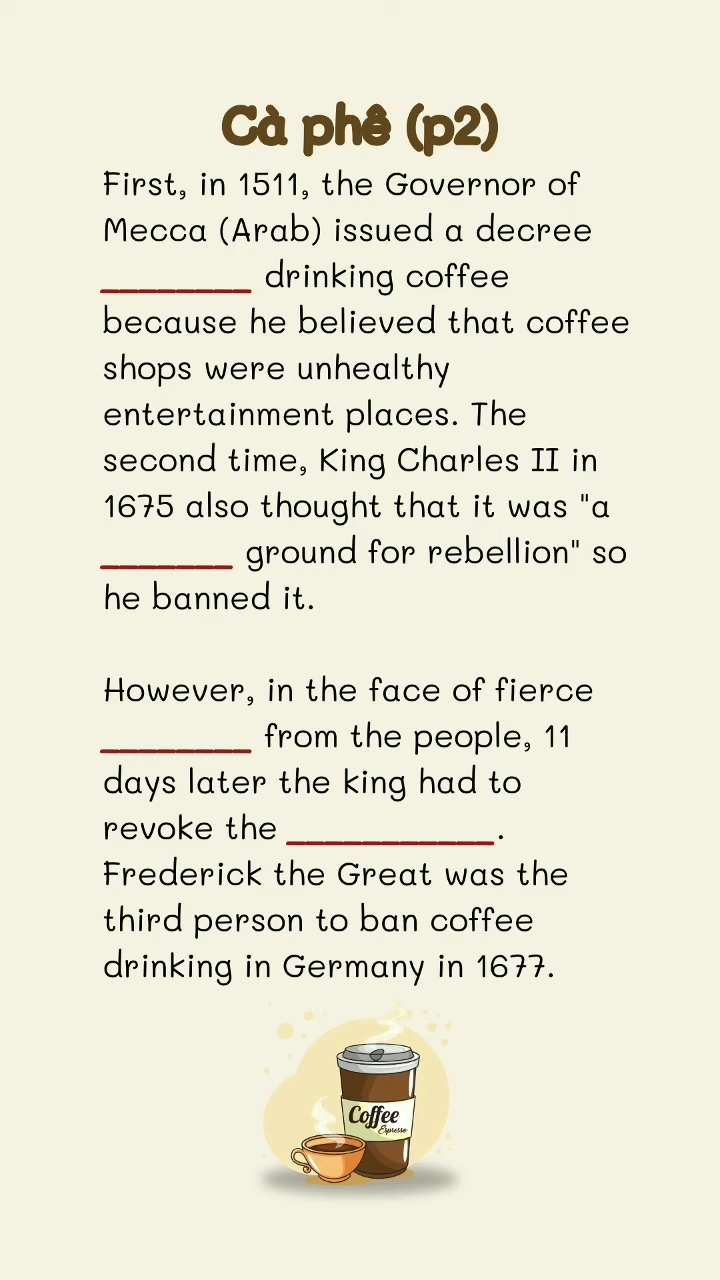 Cà phê (p2)
First, in 1511, the Governor of
Mecca (Arab) issued a decree
________ drinking coffee
because he believed that coffee
shops were unhealthy
entertainment places. The
second time, King Charles II in
1675 also thought that it was "a
_______ ground for rebellion" so
he banned it.
However, in the face of fierce
________ from the people, 11
days later the king had to
revoke the ___________.
Frederick the Great was the
third person to ban coffee
drinking in Germany in 1677.
Coffee
Espresso